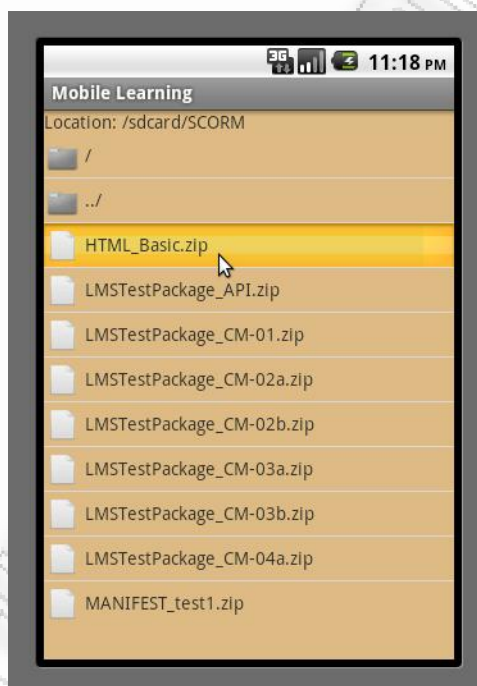 3G 11:18 PM
Mobile Learning
Location: /sdcard/SCORM
/
../
HTML_Basic.zip
LMSTestPackage_API.zip
LMSTestPackage_CM-01.zip
LMSTestPackage_CM-02a.zip
LMSTestPackage_CM-02b.zip
LMSTestPackage_CM-03a.zip
LMSTestPackage_CM-03b.zip
LMSTestPackage_CM-04a.zip
MANIFEST_test1.zip